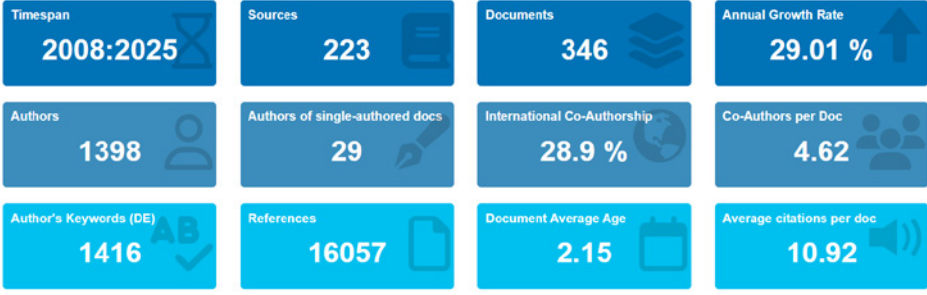 Timespan
2008:2025
Sources
223
Documents
346
Annual Growth Rate
29.01 %
Authors
1398
Authors of single-authored docs
29
International Co-Authorship
28.9 %
Co-Authors per Doc
4.62
Author's Keywords (DE)
1416
AB
References
16057
Document Average Age
2.15
Average citations per doc
10.92